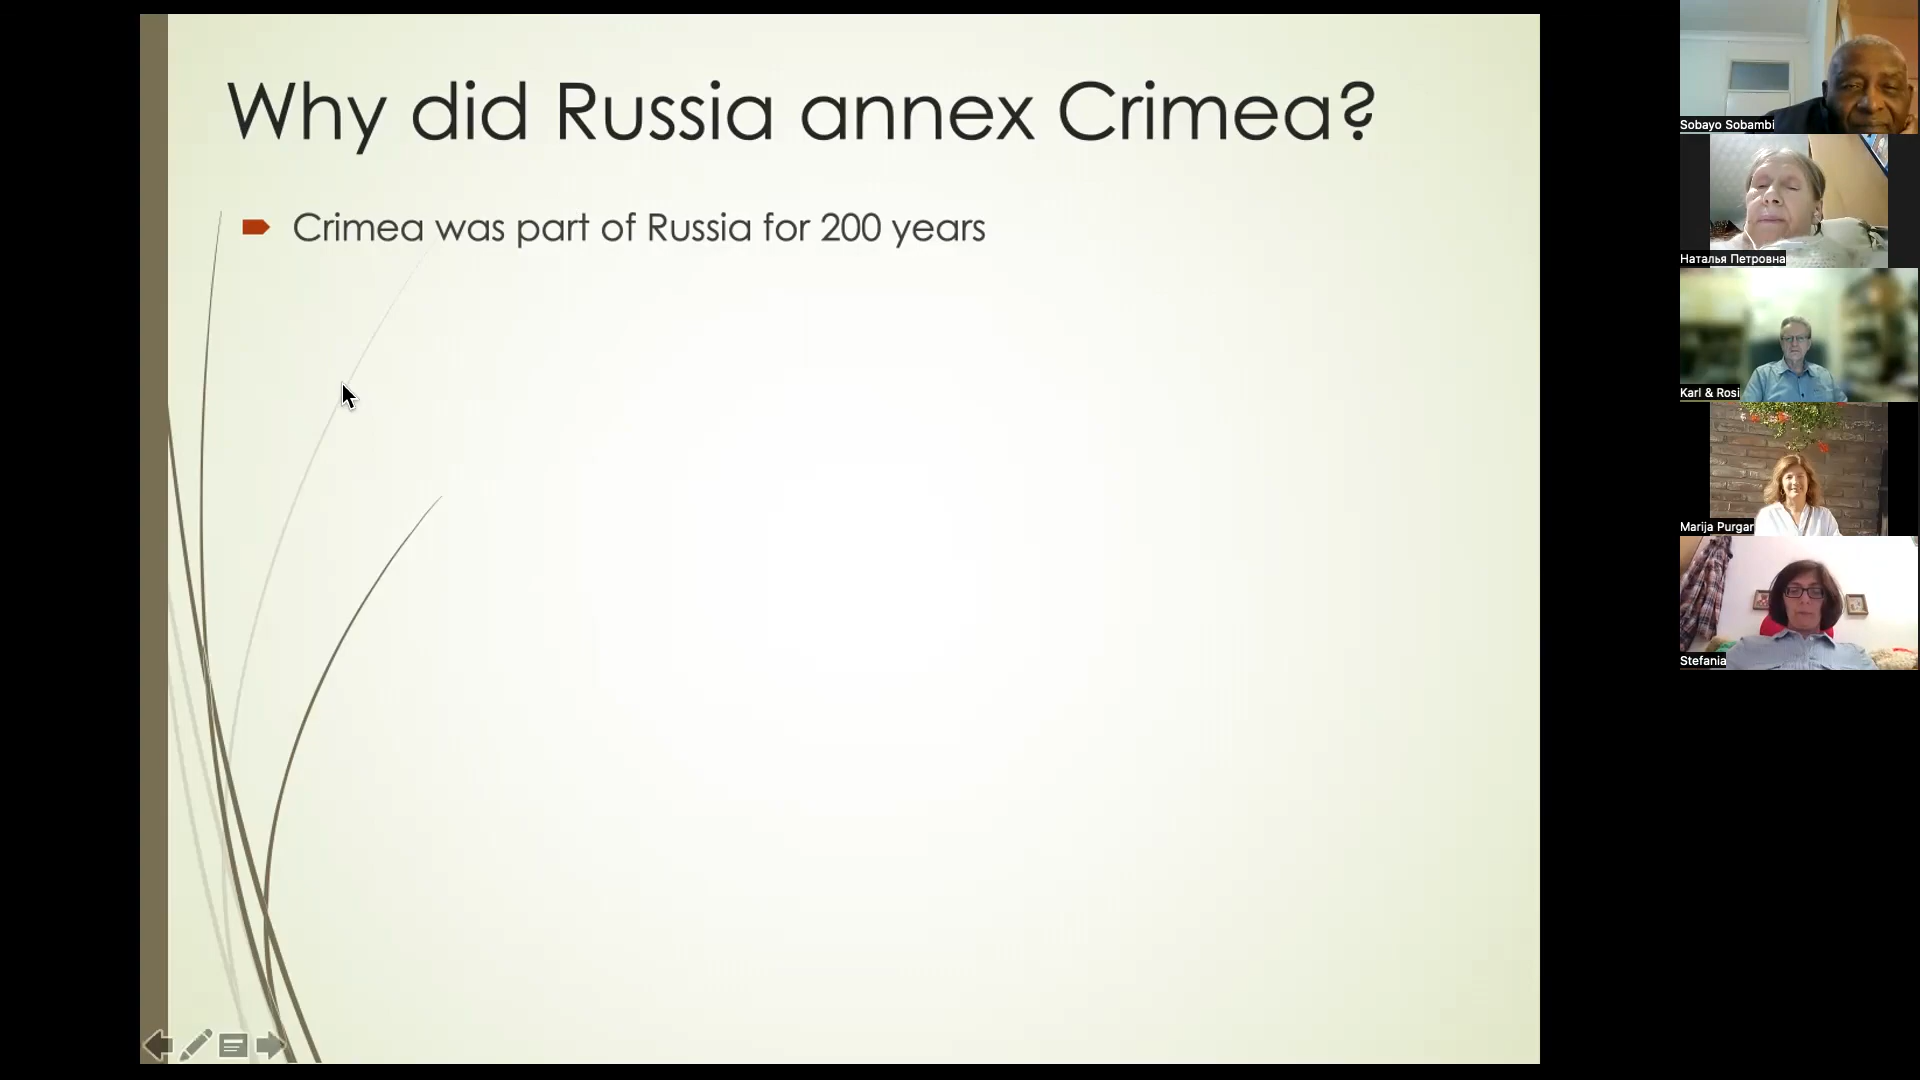 Why did Russia annex Crimea?
Crimea was part of Russia for 200 years
Sobayo Sobambi
Наталья Петровна
Karl & Rosi
Marija Purgar
Stefania